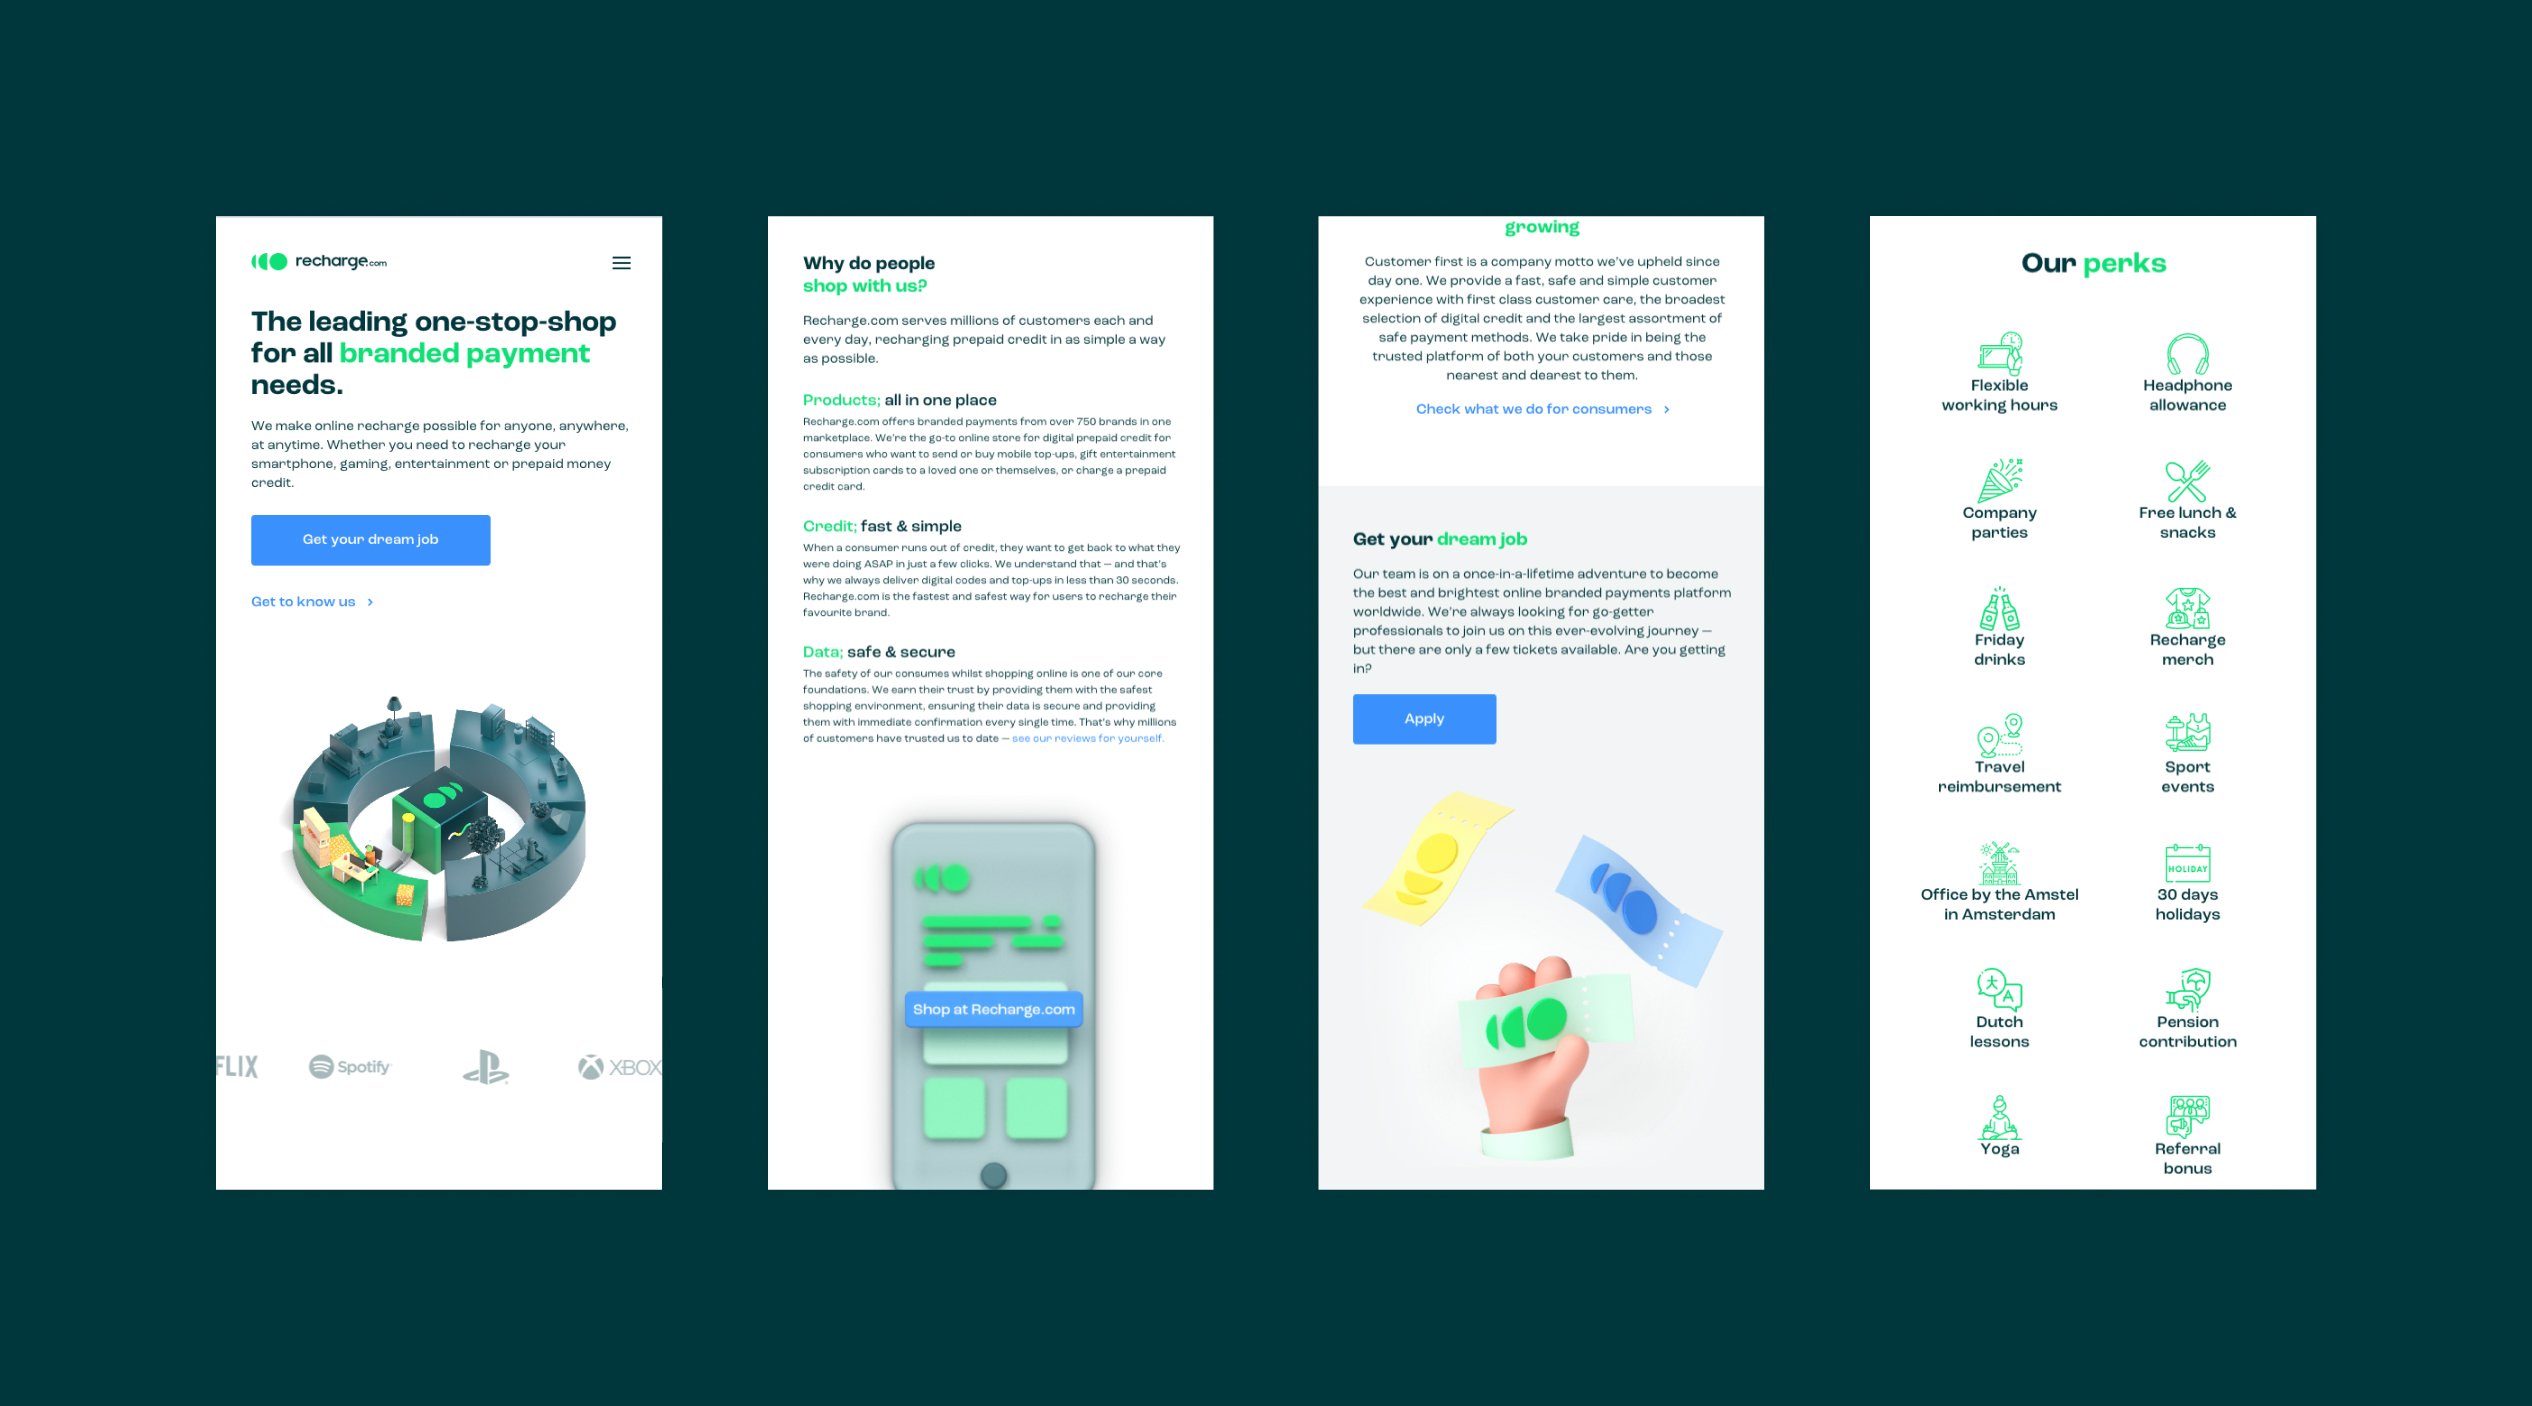 recharge.com
The leading one-stop-shop
for all branded payment
needs.
We make online recharge possible for anyone, anywhere,
at anytime. Whether you need to recharge your
smartphone, gaming, entertainment or prepaid money
credit.
Get your dream job
Get to know us
FLIX
Spotify
XBOX
Why do people
shop with us?
Recharge.com serves millions of customers each and
every day, recharging prepaid credit in as simple a way
as possible.
Products; all in one place
Recharge.com offers branded payments from over 750 brands in one
marketplace. We're the go-to online store for digital prepaid credit for
consumers who want to send or buy mobile top-ups, gift entertainment
subscription cards to a loved one or themselves, or charge a prepaid
credit card.
Credit; fast & simple
When a consumer runs out of credit, they want to get back to what they
were doing ASAP in just a few clicks. We understand that — and that's
why we always deliver digital codes and top-ups in less than 30 seconds.
Recharge.com is the fastest and safest way for users to recharge their
favourite brand.
Data; safe & secure
The safety of our consumes whilst shopping online is one of our core
foundations. We earn their trust by providing them with the safest
shopping environment, ensuring their data is secure and providing
them with immediate confirmation every single time. That's why millions
of customers have trusted us to date — see our reviews for yourself.
Shop at Recharge.com
growing
Customer first is a company motto we've upheld since
day one. We provide a fast, safe and simple customer
experience with first class customer care, the broadest
selection of digital credit and the largest assortment of
safe payment methods. We take pride in being the
trusted platform of both your customers and those
nearest and dearest to them.
Check what we do for consumers
Get your dream job
Our team is on a once-in-a-lifetime adventure to become
the best and brightest online branded payments platform
worldwide. We're always looking for go-getter
professionals to join us on this ever-evolving journey —
but there are only a few tickets available. Are you getting
in?
Apply
Our perks
Flexible
working hours
Headphone
allowance
Company
parties
Free lunch &
snacks
Friday
drinks
Recharge
merch
Travel
reimbursement
Sport
events
Office by the Amstel
in Amsterdam
HOLIDAY
30 days
holidays
Dutch
lessons
Pension
contribution
Yoga
Referral
bonus